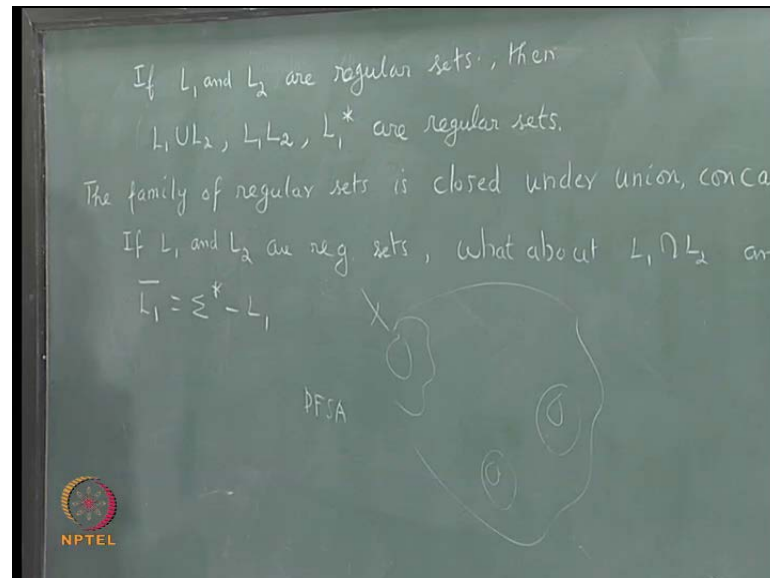 If L₁ and L₂ are regular sets, then
L₁ ∪ L₂, L₁L₂, L₁* are regular sets.
The family of regular sets is closed under union, conca
If L₁ and L₂ are reg. sets, what about L₁ ∩ L₂ an
L̅₁ = Σ* - L₁
DFSA
NPTEL